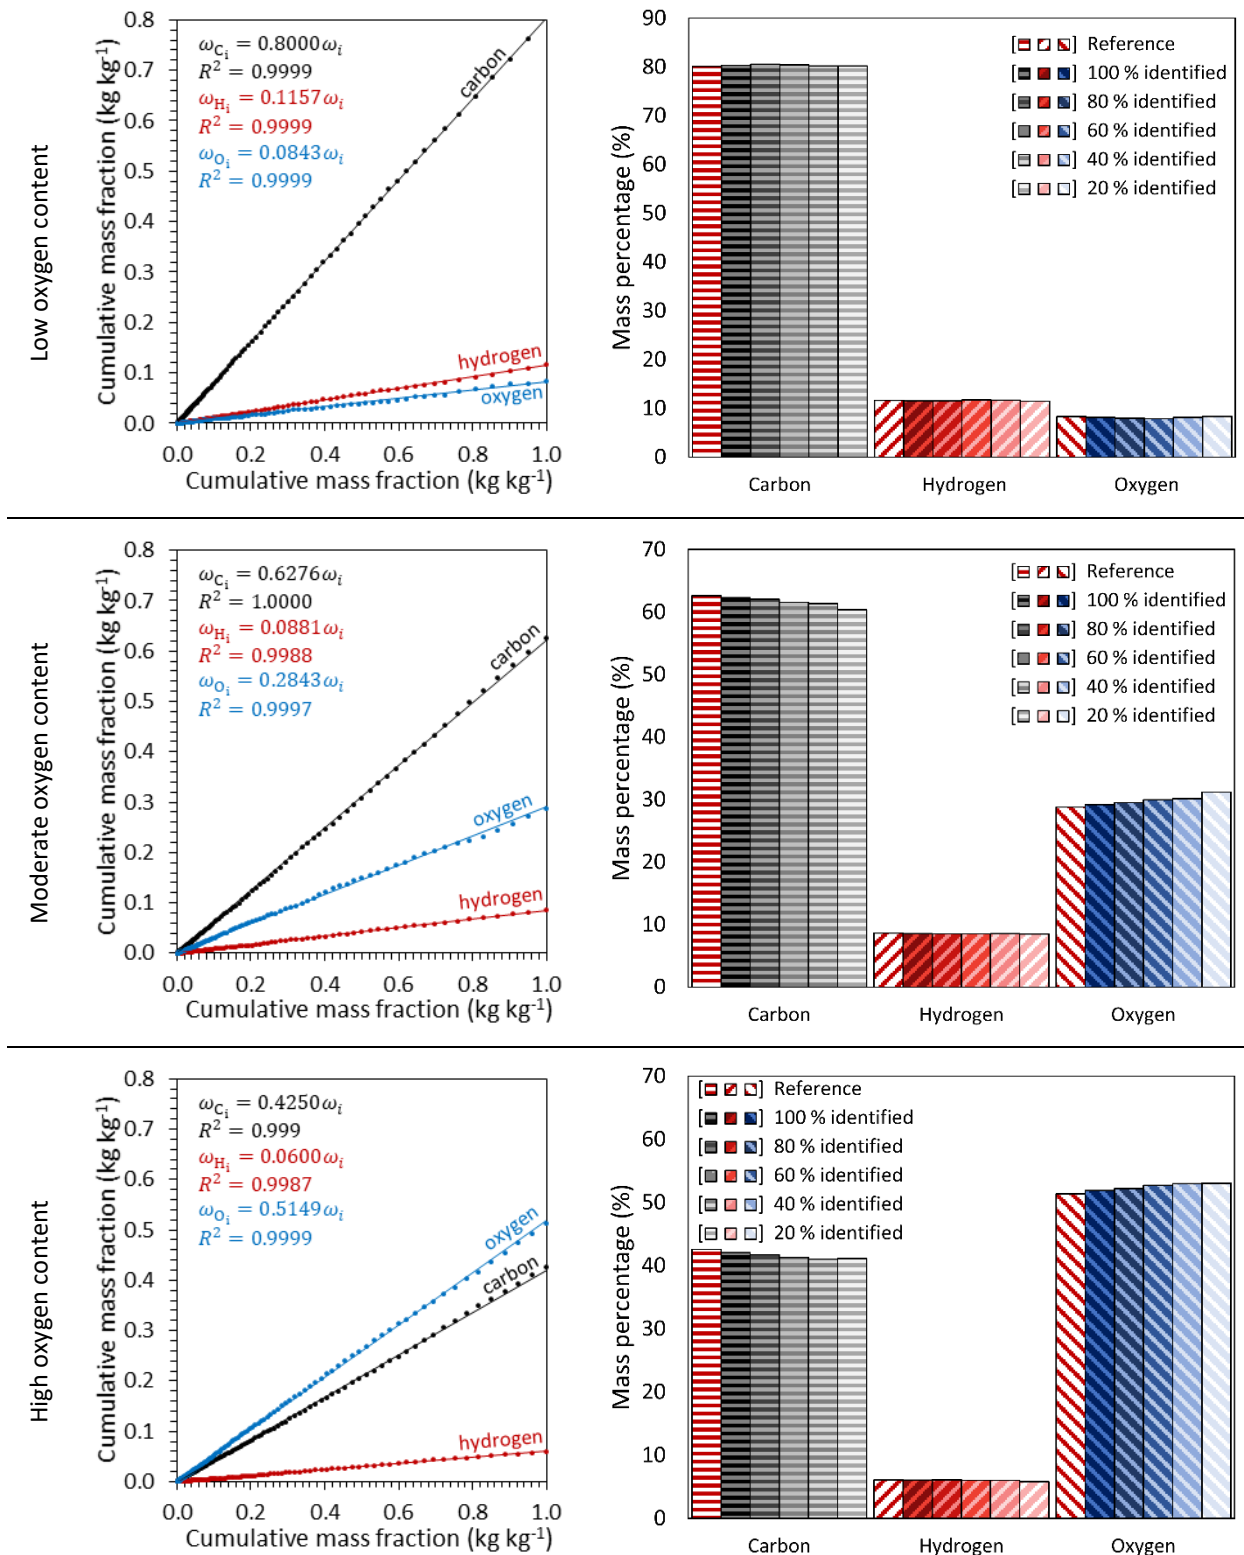 Low oxygen content
Cumulative mass fraction (kg kg⁻¹)
0.8
0.7
0.6
0.5
0.4
0.3
0.2
0.1
0.0
ω_Cᵢ = 0.8000ωᵢ
R² = 0.9999
ω_Hᵢ = 0.1157ωᵢ
R² = 0.9999
ω_Oᵢ = 0.0843ωᵢ
R² = 0.9999
carbon
hydrogen
oxygen
0.0 0.2 0.4 0.6 0.8 1.0
Cumulative mass fraction (kg kg⁻¹)
Mass percentage (%)
90
80
70
60
50
40
30
20
10
0
[ ] Reference
[ ] 100 % identified
[ ] 80 % identified
[ ] 60 % identified
[ ] 40 % identified
[ ] 20 % identified
Carbon Hydrogen Oxygen
Moderate oxygen content
Cumulative mass fraction (kg kg⁻¹)
0.8
0.7
0.6
0.5
0.4
0.3
0.2
0.1
0.0
ω_Cᵢ = 0.6276ωᵢ
R² = 1.0000
ω_Hᵢ = 0.0881ωᵢ
R² = 0.9988
ω_Oᵢ = 0.2843ωᵢ
R² = 0.9997
carbon
oxygen
hydrogen
0.0 0.2 0.4 0.6 0.8 1.0
Cumulative mass fraction (kg kg⁻¹)
Mass percentage (%)
70
60
50
40
30
20
10
0
[ ] Reference
[ ] 100 % identified
[ ] 80 % identified
[ ] 60 % identified
[ ] 40 % identified
[ ] 20 % identified
Carbon Hydrogen Oxygen
High oxygen content
Cumulative mass fraction (kg kg⁻¹)
0.8
0.7
0.6
0.5
0.4
0.3
0.2
0.1
0.0
ω_Cᵢ = 0.4250ωᵢ
R² = 0.999
ω_Hᵢ = 0.0600ωᵢ
R² = 0.9987
ω_Oᵢ = 0.5149ωᵢ
R² = 0.9999
oxygen
carbon
hydrogen
0.0 0.2 0.4 0.6 0.8 1.0
Cumulative mass fraction (kg kg⁻¹)
Mass percentage (%)
70
60
50
40
30
20
10
0
[ ] Reference
[ ] 100 % identified
[ ] 80 % identified
[ ] 60 % identified
[ ] 40 % identified
[ ] 20 % identified
Carbon Hydrogen Oxygen